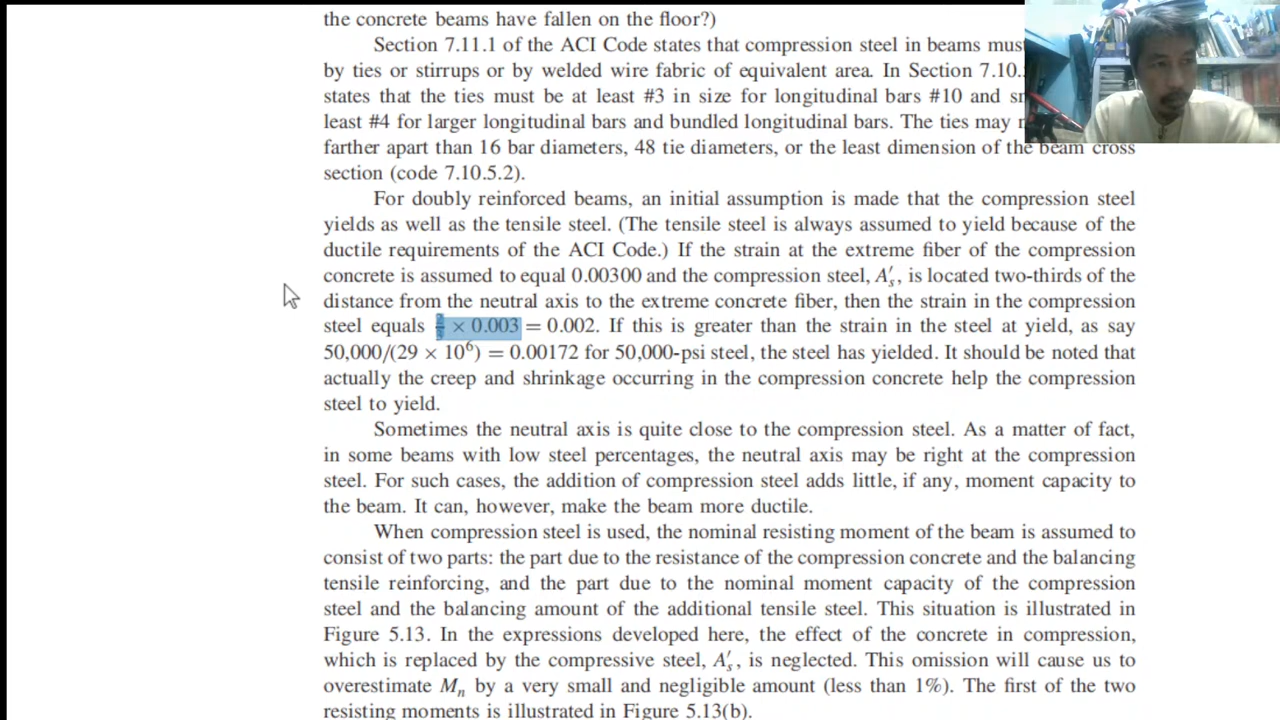 the concrete beams have fallen on the floor?)
Section 7.11.1 of the ACI Code states that compression steel in beams
by ties or stirrups or by welded wire fabric of equivalent area. In Section 7.10.
states that the ties must be at least #3 in size for longitudinal bars #10 and
least #4 for larger longitudinal bars and bundled longitudinal bars. The ties may
farther apart than 16 bar diameters, 48 tie diameters, or the least dimension of the beam cross
section (code 7.10.5.2).
For doubly reinforced beams, an initial assumption is made that the compression steel
yields as well as the tensile steel. (The tensile steel is always assumed to yield because of the
ductile requirements of the ACI Code.) If the strain at the extreme fiber of the compression
concrete is assumed to equal 0.00300 and the compression steel, A′s, is located two-thirds of the
distance from the neutral axis to the extreme concrete fiber, then the strain in the compression
steel equals 2/3 × 0.003 = 0.002. If this is greater than the strain in the steel at yield, as say
50,000/(29 × 10⁶) = 0.00172 for 50,000-psi steel, the steel has yielded. It should be noted that
actually the creep and shrinkage occurring in the compression concrete help the compression
steel to yield.
Sometimes the neutral axis is quite close to the compression steel. As a matter of fact,
in some beams with low steel percentages, the neutral axis may be right at the compression
steel. For such cases, the addition of compression steel adds little, if any, moment capacity to
the beam. It can, however, make the beam more ductile.
When compression steel is used, the nominal resisting moment of the beam is assumed to
consist of two parts: the part due to the resistance of the compression concrete and the balancing
tensile reinforcing, and the part due to the nominal moment capacity of the compression
steel and the balancing amount of the additional tensile steel. This situation is illustrated in
Figure 5.13. In the expressions developed here, the effect of the concrete in compression,
which is replaced by the compressive steel, A′s, is neglected. This omission will cause us to
overestimate Mn by a very small and negligible amount (less than 1%). The first of the two
resisting moments is illustrated in Figure 5.13(b).